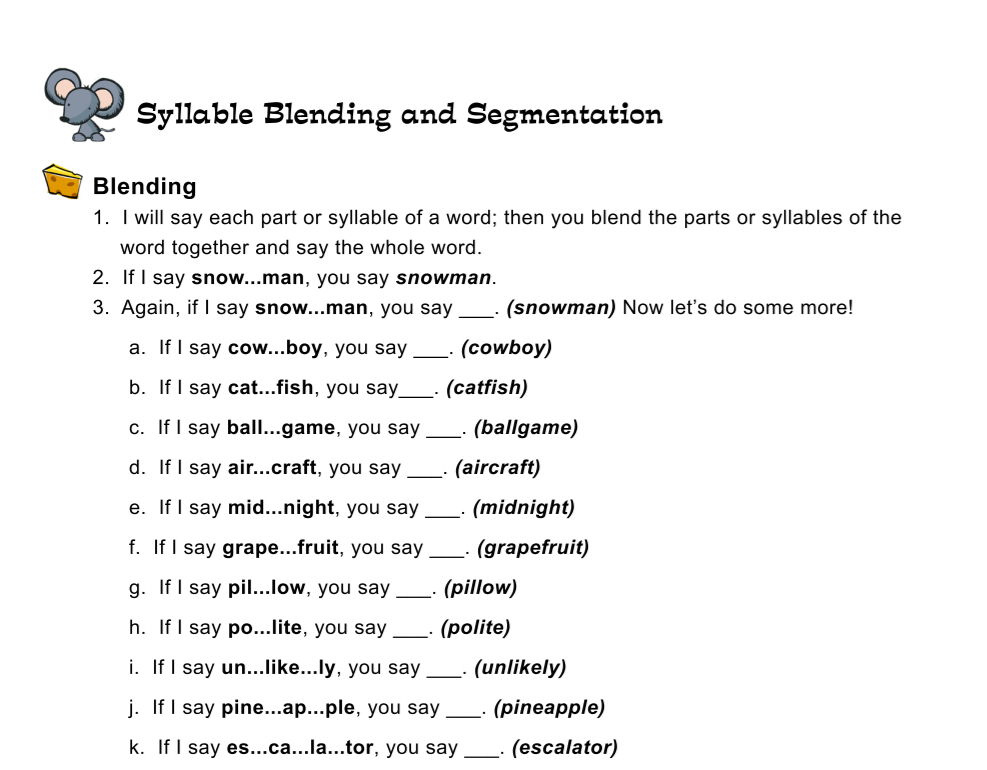 Syllable Blending and Segmentation
Blending
1. I will say each part or syllable of a word; then you blend the parts or syllables of the
word together and say the whole word.
2. If I say snow...man, you say snowman.
3. Again, if I say snow...man, you say ___. (snowman) Now let’s do some more!
a. If I say cow...boy, you say ___. (cowboy)
b. If I say cat...fish, you say___. (catfish)
c. If I say ball...game, you say ___. (ballgame)
d. If I say air...craft, you say ___. (aircraft)
e. If I say mid...night, you say ___. (midnight)
f. If I say grape...fruit, you say ___. (grapefruit)
g. If I say pil...low, you say ___. (pillow)
h. If I say po...lite, you say ___. (polite)
i. If I say un...like...ly, you say ___. (unlikely)
j. If I say pine...ap...ple, you say ___. (pineapple)
k. If I say es...ca...la...tor, you say ___. (escalator)